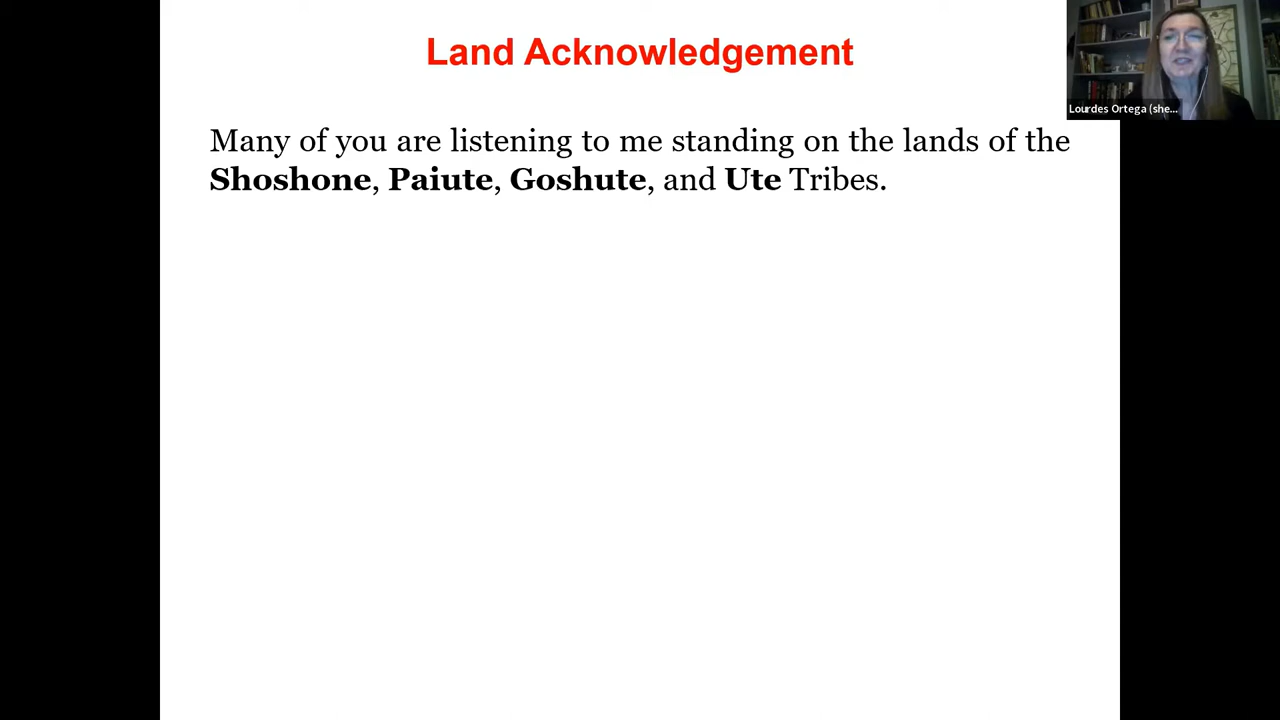 Land Acknowledgement
Many of you are listening to me standing on the lands of the
Shoshone, Paiute, Goshute, and Ute Tribes.
Lourdes Ortega (she...